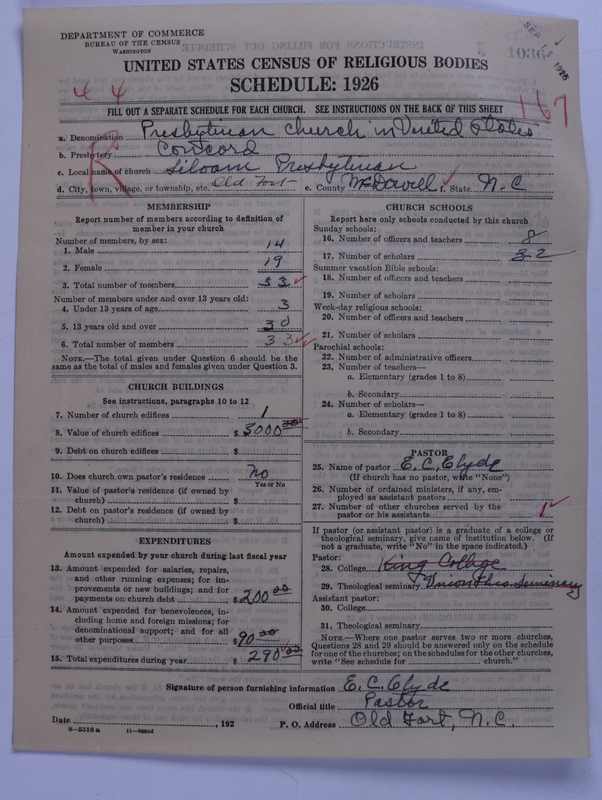 DEPARTMENT OF COMMERCE
BUREAU OF THE CENSUS
WASHINGTON
SEP 1926
1036
UNITED STATES CENSUS OF RELIGIOUS BODIES
SCHEDULE: 1926
44
167
FILL OUT A SEPARATE SCHEDULE FOR EACH CHURCH. SEE INSTRUCTIONS ON THE BACK OF THIS SHEET
R
a. Denomination Presbyterian church in United States
b. Presbytery Concord
c. Local name of church Siloam Presbyterian
d. City, town, village, or township, etc. Old Fort e. County McDowell f. State N.C
MEMBERSHIP
Report number of members according to definition of
member in your church
Number of members, by sex:
1. Male 14
2. Female 19
3. Total number of members 33
Number of members under and over 13 years old:
4. Under 13 years of age 3
5. 13 years old and over 30
6. Total number of members 33
NOTE.—The total given under Question 6 should be
same as the total of males and females given under Question 3.
CHURCH BUILDINGS
See instructions, paragraphs 10 to 12
7. Number of church edifices 1
8. Value of church edifices $ 3000 00
9. Debt on church edifices $
10. Does church own pastor's residence No
Yes or No
11. Value of pastor's residence (if owned by
church) $
12. Debt on pastor's residence (if owned by
church) $
EXPENDITURES
Amount expended by your church during last fiscal year
13. Amount expended for salaries, repairs,
and other running expenses; for im-
provements or new buildings; and for
payments on church debt $ 200 00
14. Amount expended for benevolences, in-
cluding home and foreign missions; for
denominational support; and for all
other purposes $ 90 00
15. Total expenditures during year $ 290 00
CHURCH SCHOOLS
Report here only schools conducted by this church
Sunday schools:
16. Number of officers and teachers 8
17. Number of scholars 32
Summer vacation Bible schools:
18. Number of officers and teachers
19. Number of scholars
Week-day religious schools:
20. Number of officers and teachers
21. Number of scholars
Parochial schools:
22. Number of administrative officers
23. Number of teachers—
a. Elementary (grades 1 to 8)
b. Secondary
24. Number of scholars—
a. Elementary (grades 1 to 8)
b. Secondary
PASTOR
25. Name of pastor E. C. Clyde
(If church has no pastor, write "None")
26. Number of ordained ministers, if any, em-
ployed as assistant pastors
27. Number of other churches served by the
pastor or his assistants 1
If pastor (or assistant pastor) is a graduate of a college or
theological seminary, give name of institution below. (If
not a graduate, write "No" in the space indicated.)
Pastor:
28. College King College
29. Theological seminary Union Theo. Seminary
Assistant pastor:
30. College
31. Theological seminary
NOTE.—Where one pastor serves two or more churches,
Questions 28 and 29 should be answered only on the schedule
for one of the churches; on the schedules for the other churches,
write "See schedule for church."
Signature of person furnishing information E. C. Clyde
Official title Pastor
Date , 192 P. O. Address Old Fort, N.C.